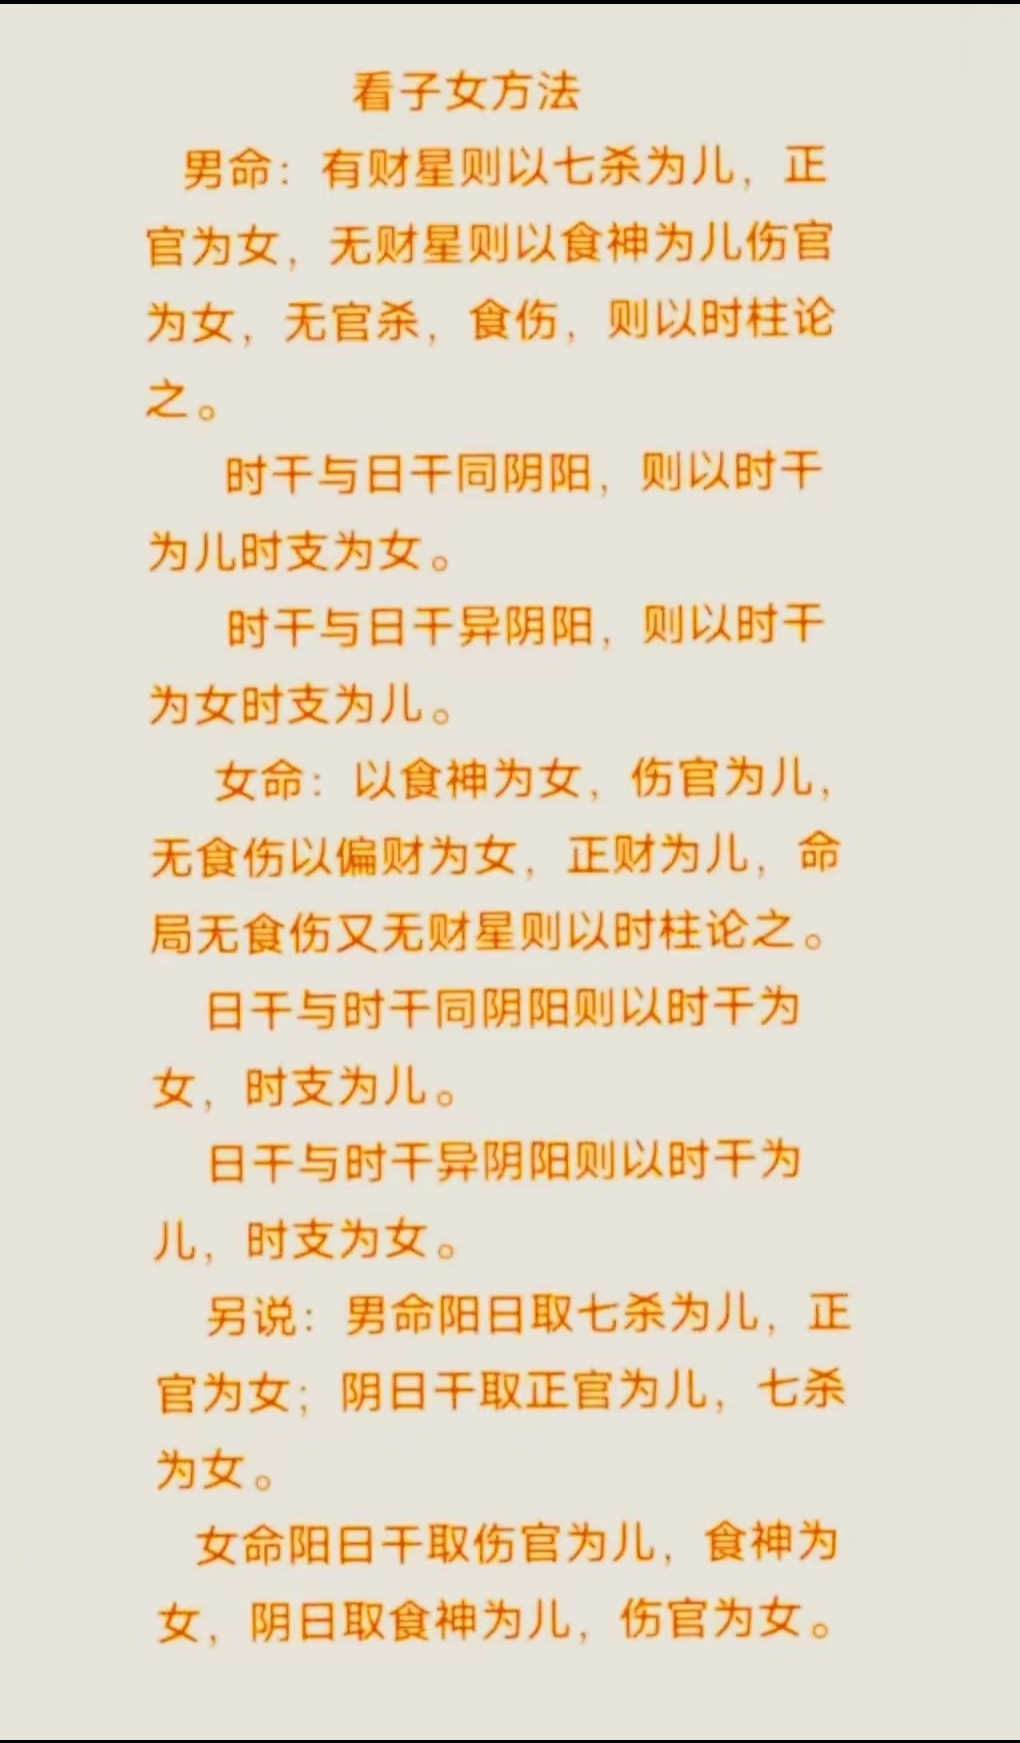 看子女方法
男命：有财星则以七杀为儿，正
官为女，无财星则以食神为儿伤官
为女，无官杀，食伤，则以时柱论
之。
时干与日干同阴阳，则以时干
为儿时支为女。
时干与日干异阴阳，则以时干
为女时支为儿。
女命：以食神为女，伤官为儿，
无食伤以偏财为女，正财为儿，命
局无食伤又无财星则以时柱论之。
日干与时干同阴阳则以时干为
女，时支为儿。
日干与时干异阴阳则以时干为
儿，时支为女。
另说：男命阳日取七杀为儿，正
官为女；阴日干取正官为儿，七杀
为女。
女命阳日干取伤官为儿，食神为
女，阴日取食神为儿，伤官为女。